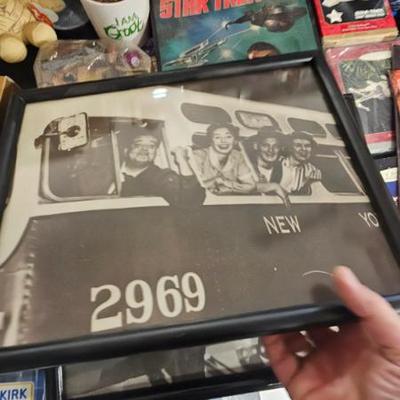 I AM
Groot
STAR TREK
NEW YO
2969
KIRK